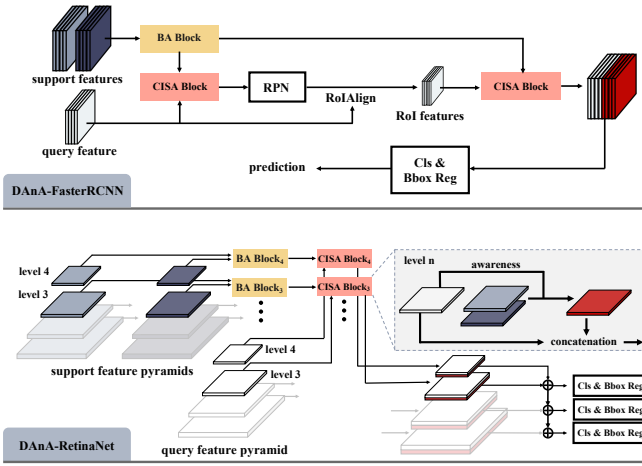 BA Block
support features
CISA Block
RPN
RoIAlign
RoI features
CISA Block
query feature
prediction
Cls &
Bbox Reg
DAnA-FasterRCNN
level 4
level 3
BA Block4
BA Block3
CISA Block4
CISA Block3
level n
awareness
concatenation
support feature pyramids
level 4
level 3
query feature pyramid
Cls & Bbox Reg
Cls & Bbox Reg
Cls & Bbox Reg
DAnA-RetinaNet